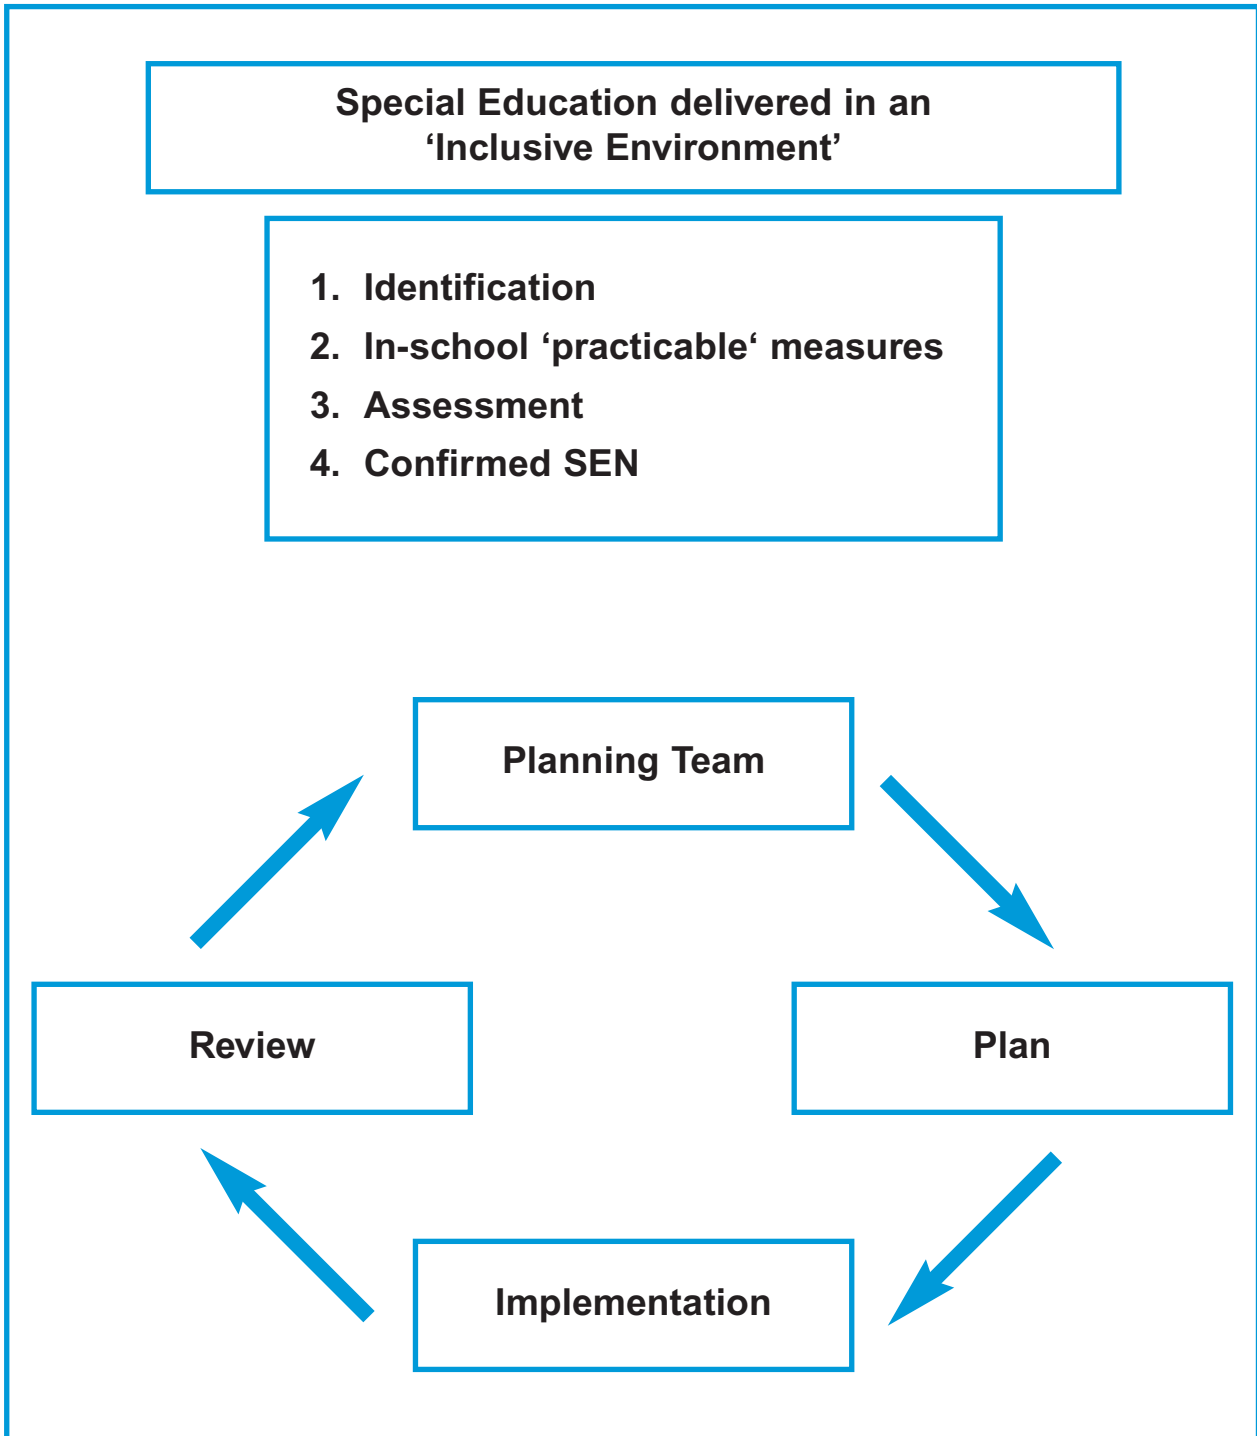 Special Education delivered in an
‘Inclusive Environment’
1. Identification
2. In-school ‘practicable‘ measures
3. Assessment
4. Confirmed SEN
Planning Team
Review
Plan
Implementation